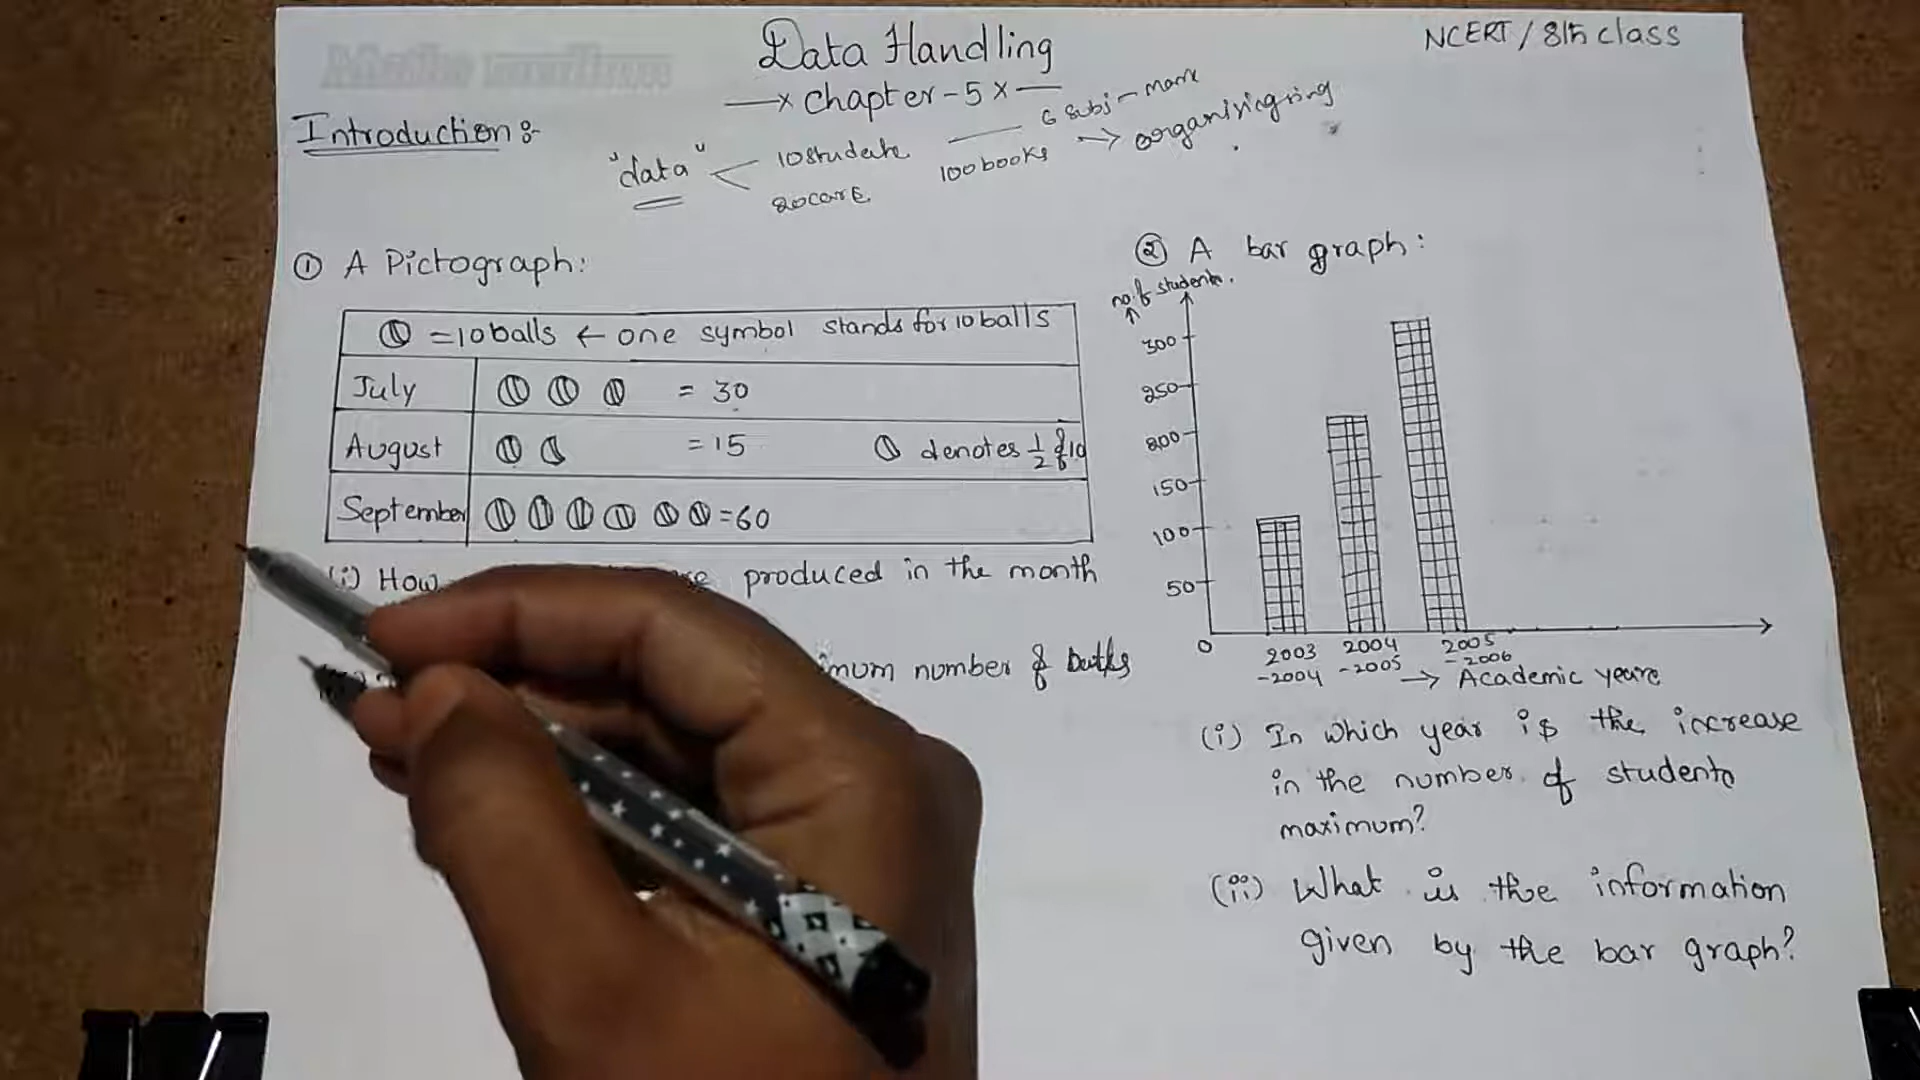 Data Handling
NCERT / 8th class
Chapter-5
Introduction:-
"data"
10 students
6 subj - mark
20 cars
100 books
① A Pictograph:
= 10 balls ← one symbol stands for 10 balls
July = 30
August = 15 denotes 1/2 of 10
September = 60
(i) How produced in the month
number of
② A bar graph:
no. of students.
300
250
200
150
100
50
0
2003 2004 2005
-2004 -2005 -2006
→ Academic years
(i) In which year is the increase
in the number of students
maximum?
(ii) What is the information
given by the bar graph?